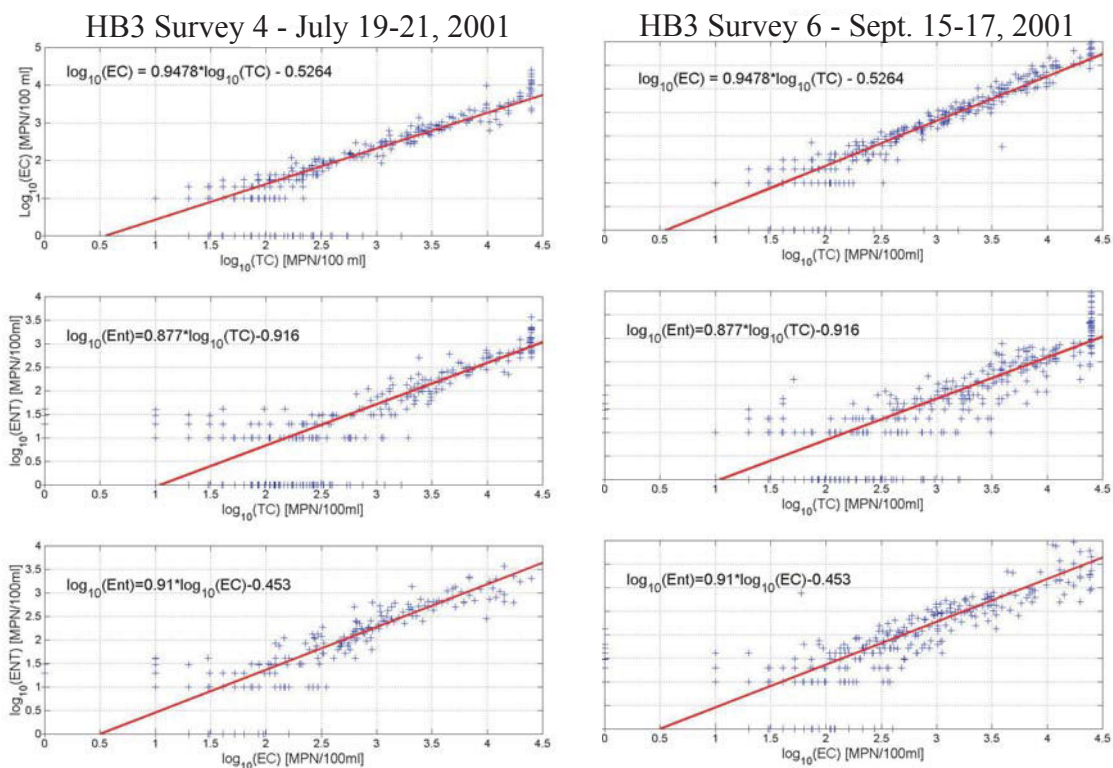 HB3 Survey 4 - July 19-21, 2001
HB3 Survey 6 - Sept. 15-17, 2001
log10(EC) = 0.9478*log10(TC) - 0.5264
Log10(EC) [MPN/100 ml]
5
4
3
2
1
0
0 0.5 1 1.5 2 2.5 3 3.5 4 4.5
log10(TC) [MPN/100 ml]
log10(EC) = 0.9478*log10(TC) - 0.5264
0 0.5 1 1.5 2 2.5 3 3.5 4 4.5
log10(TC) [MPN/100ml]
log10(Ent)=0.877*log10(TC)-0.916
log10(ENT) [MPN/100ml]
4
3.5
3
2.5
2
1.5
1
0.5
0
0 0.5 1 1.5 2 2.5 3 3.5 4 4.5
log10(TC) [MPN/100ml]
log10(Ent)=0.877*log10(TC)-0.916
0 0.5 1 1.5 2 2.5 3 3.5 4 4.5
log10(TC) [MPN/100ml]
log10(Ent)=0.91*log10(EC)-0.453
log10(ENT) [MPN/100ml]
4
3.5
3
2.5
2
1.5
1
0.5
0
0 0.5 1 1.5 2 2.5 3 3.5 4 4.5
log10(EC) [MPN/100ml]
log10(Ent)=0.91*log10(EC)-0.453
0 0.5 1 1.5 2 2.5 3 3.5 4 4.5
log10(EC) [MPN/100ml]